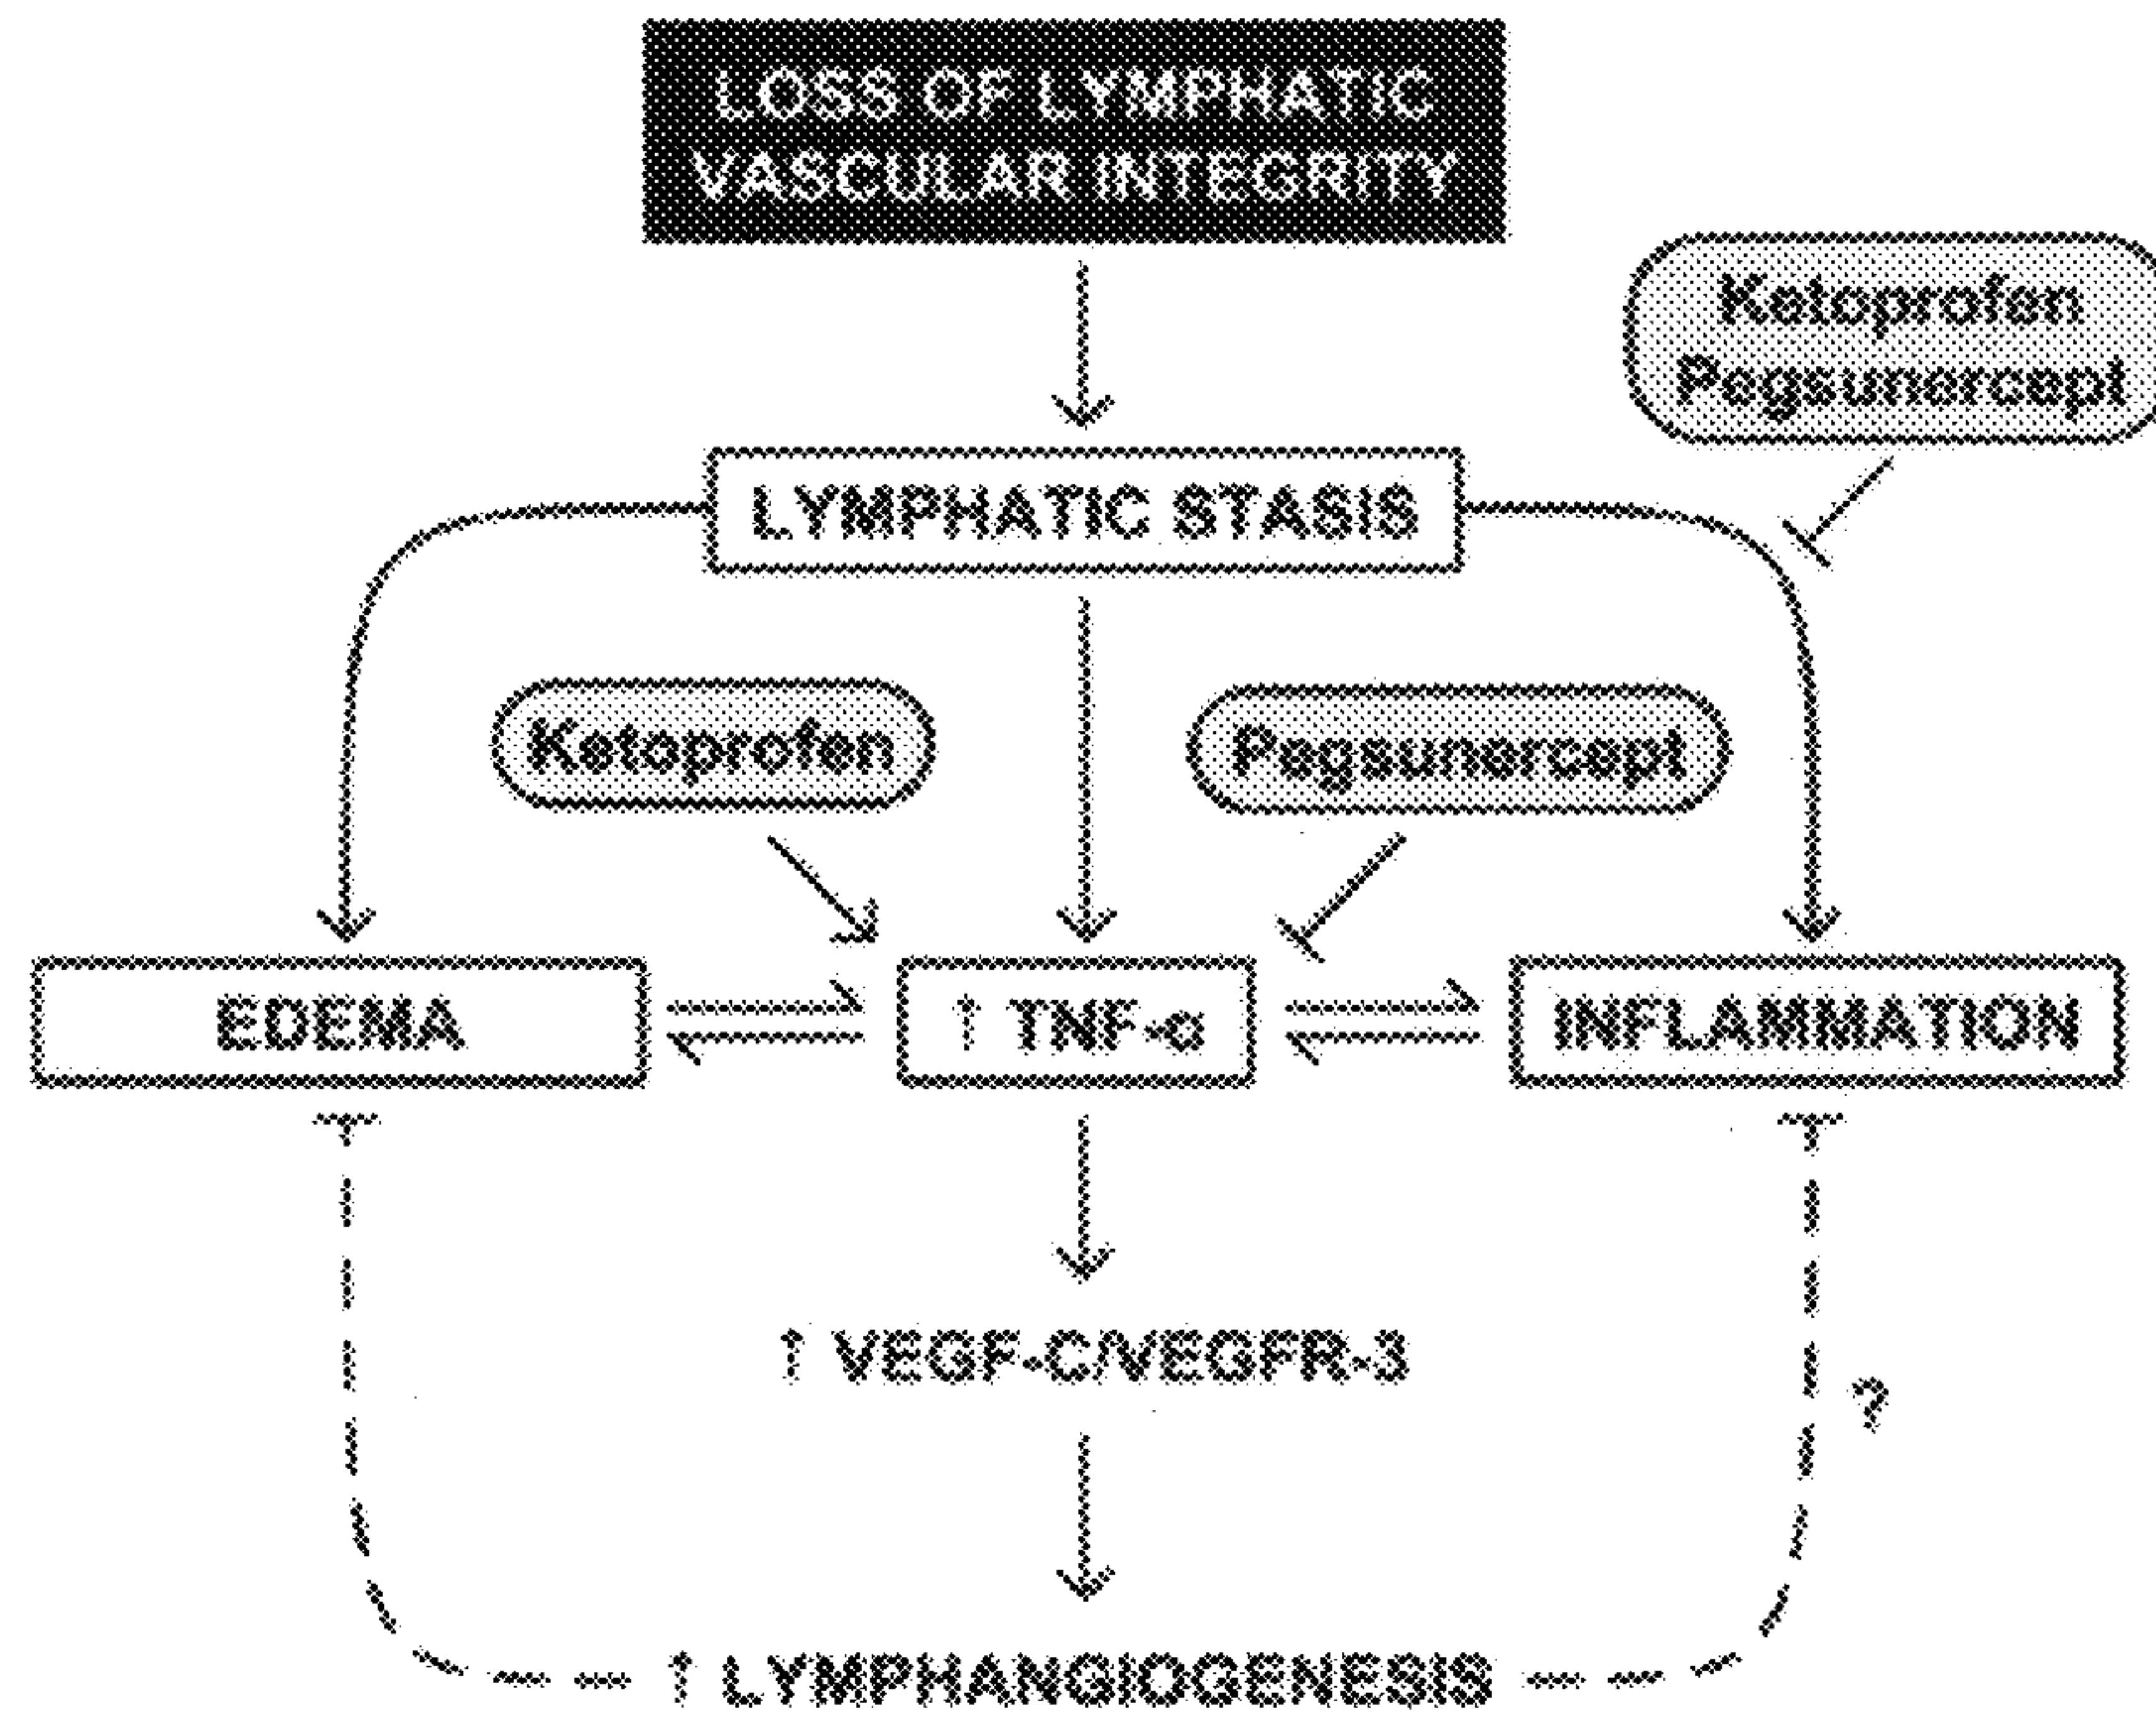 LOSS OF LYMPHATIC
VASCULAR INTEGRITY
Ketoprofen
Pegsunercept
LYMPHATIC STASIS
Ketoprofen
Pegsunercept
EDEMA
↑ TNF-α
INFLAMMATION
↑ VEGF-C/VEGFR-3
?
↑ LYMPHANGIOGENESIS